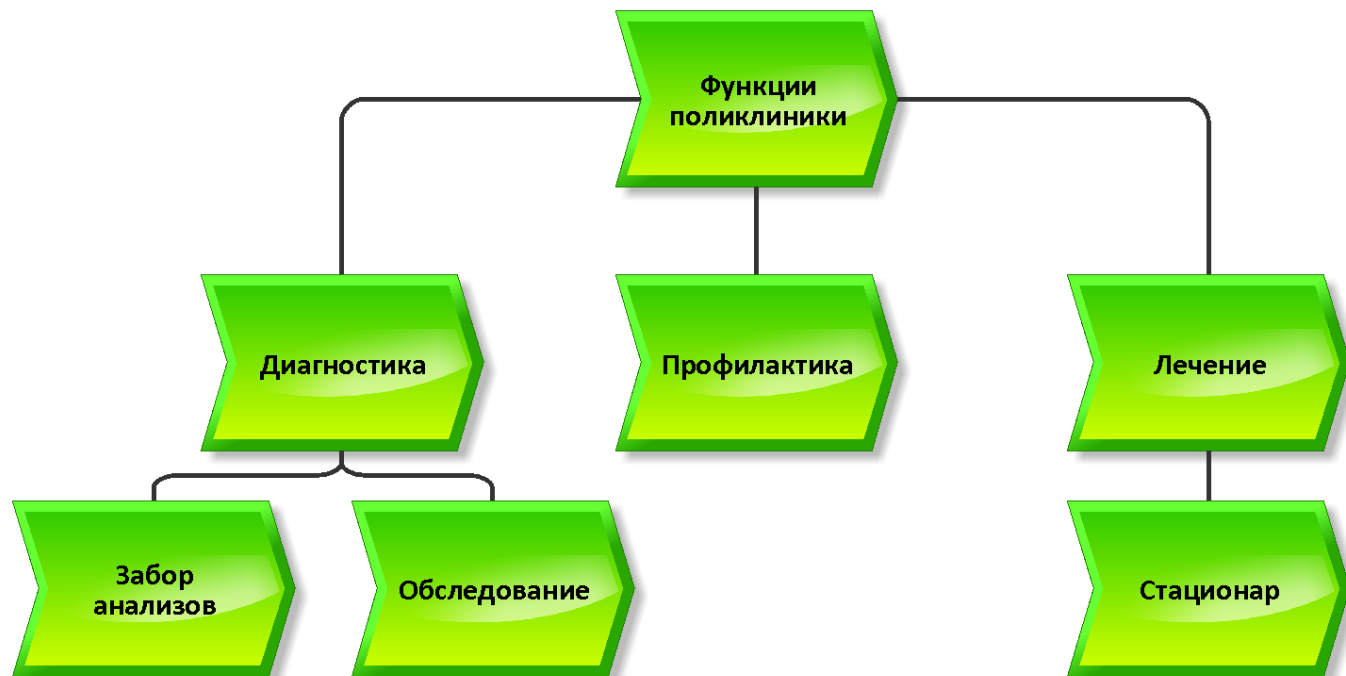 Функции
поликлиники
Диагностика
Профилактика
Лечение
Забор
анализов
Обследование
Стационар